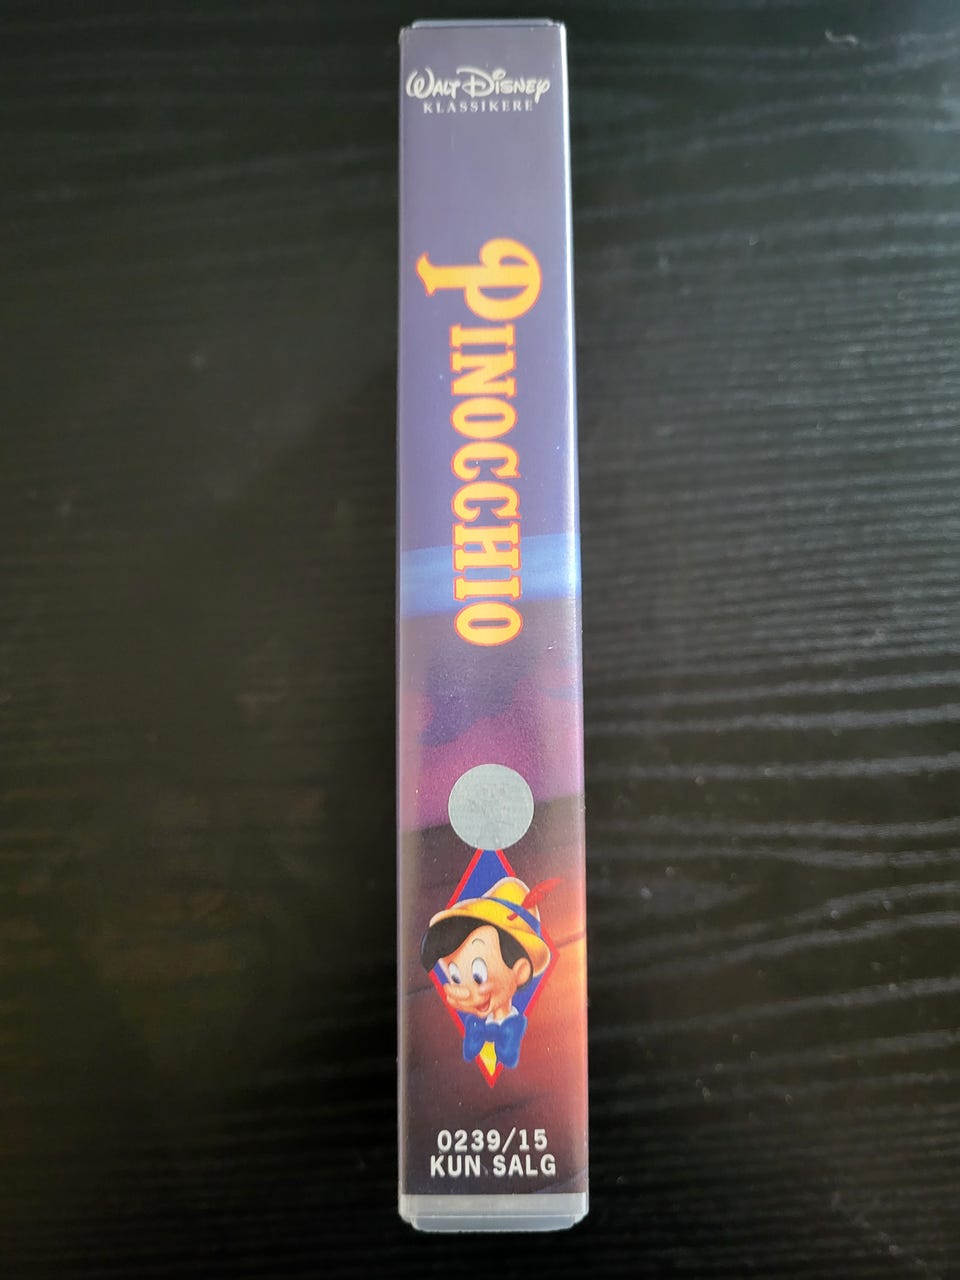 WALT DISNEY
KLASSIKERE
PINOCCHIO
0239/15
KUN SALG